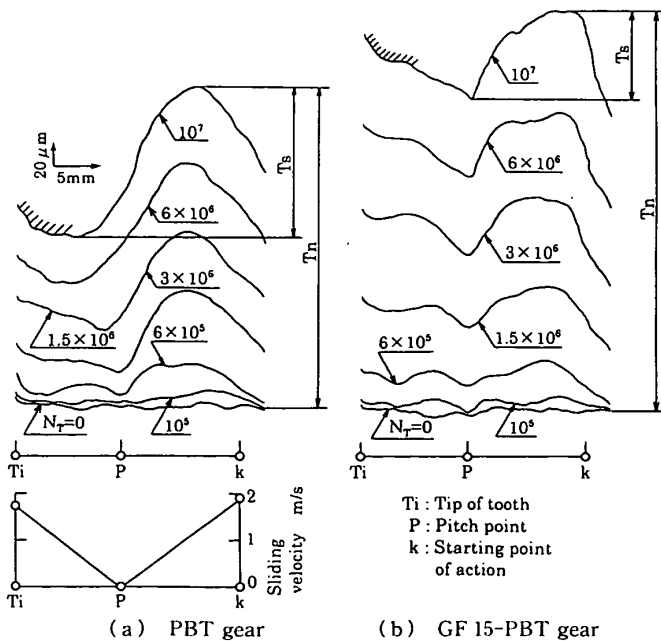 20 μm
5mm
10⁷
6×10⁶
3×10⁶
1.5×10⁶
6×10⁵
N_T=0
10⁵
Ts
Tn
Ti P k
2
1
0
Sliding velocity m/s
Ti P k
(a) PBT gear
10⁷
6×10⁶
3×10⁶
1.5×10⁶
6×10⁵
N_T=0
10⁵
Ts
Tn
Ti P k
Ti : Tip of tooth
P : Pitch point
k : Starting point
of action
(b) GF 15-PBT gear